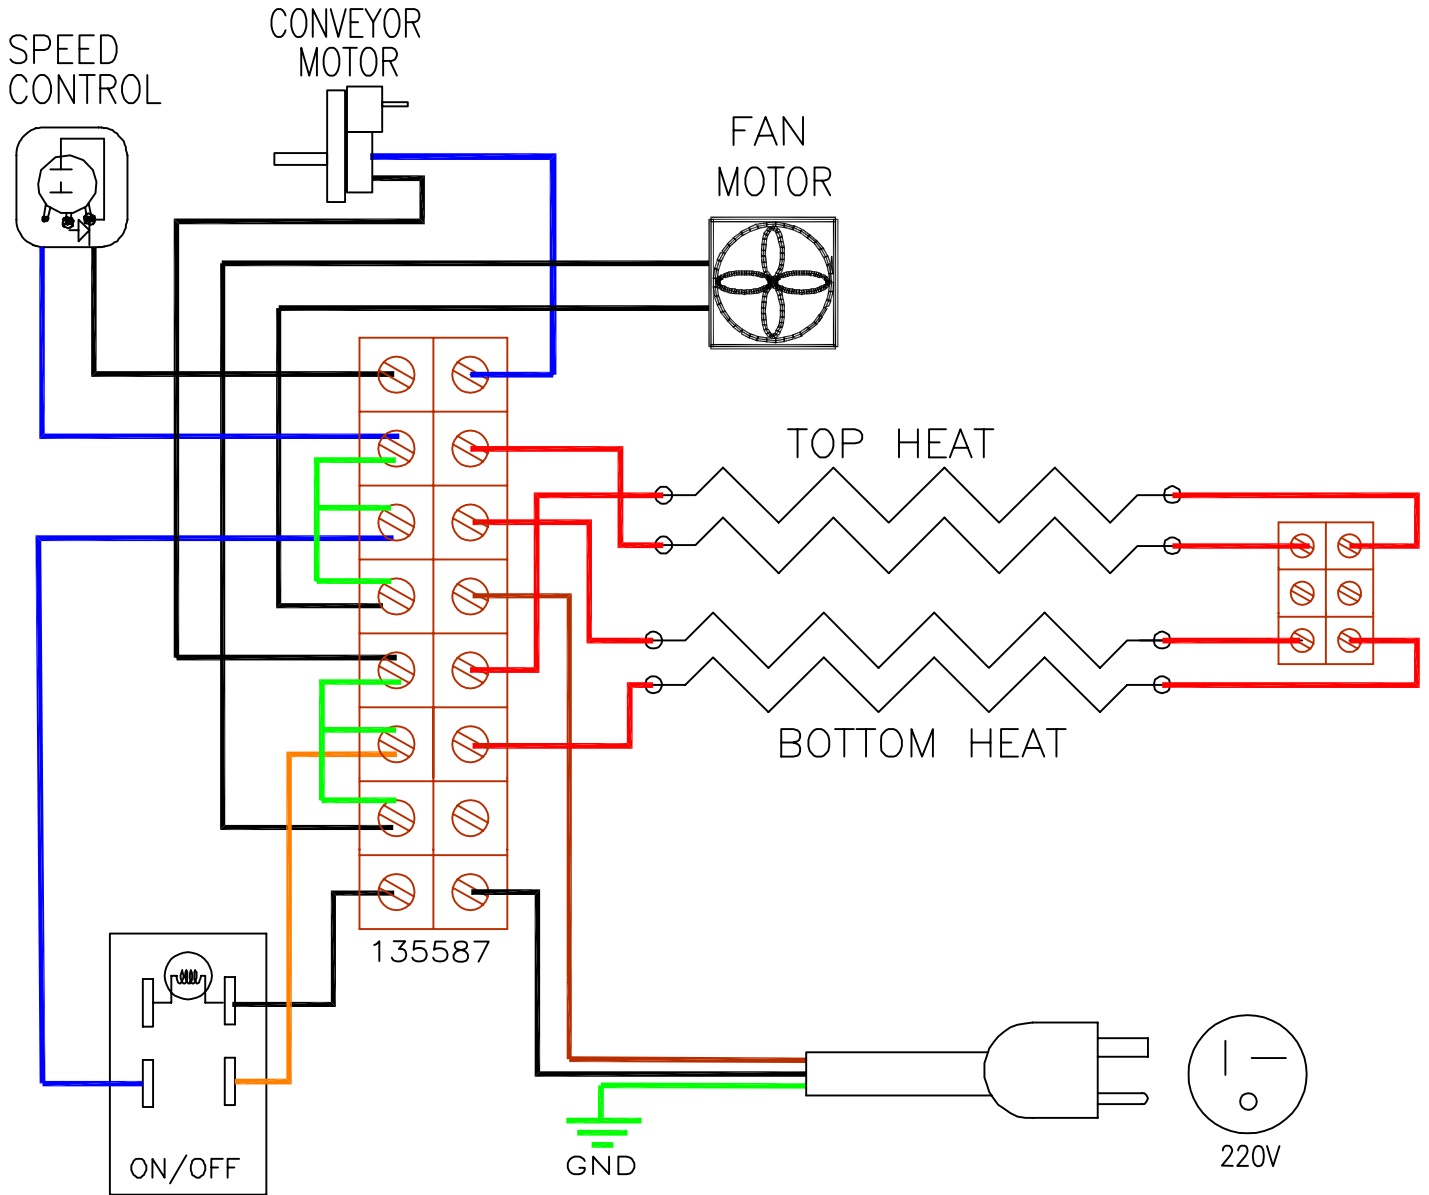 CONVEYOR
MOTOR
SPEED
CONTROL
FAN
MOTOR
TOP HEAT
BOTTOM HEAT
135587
ON/OFF
GND
220V